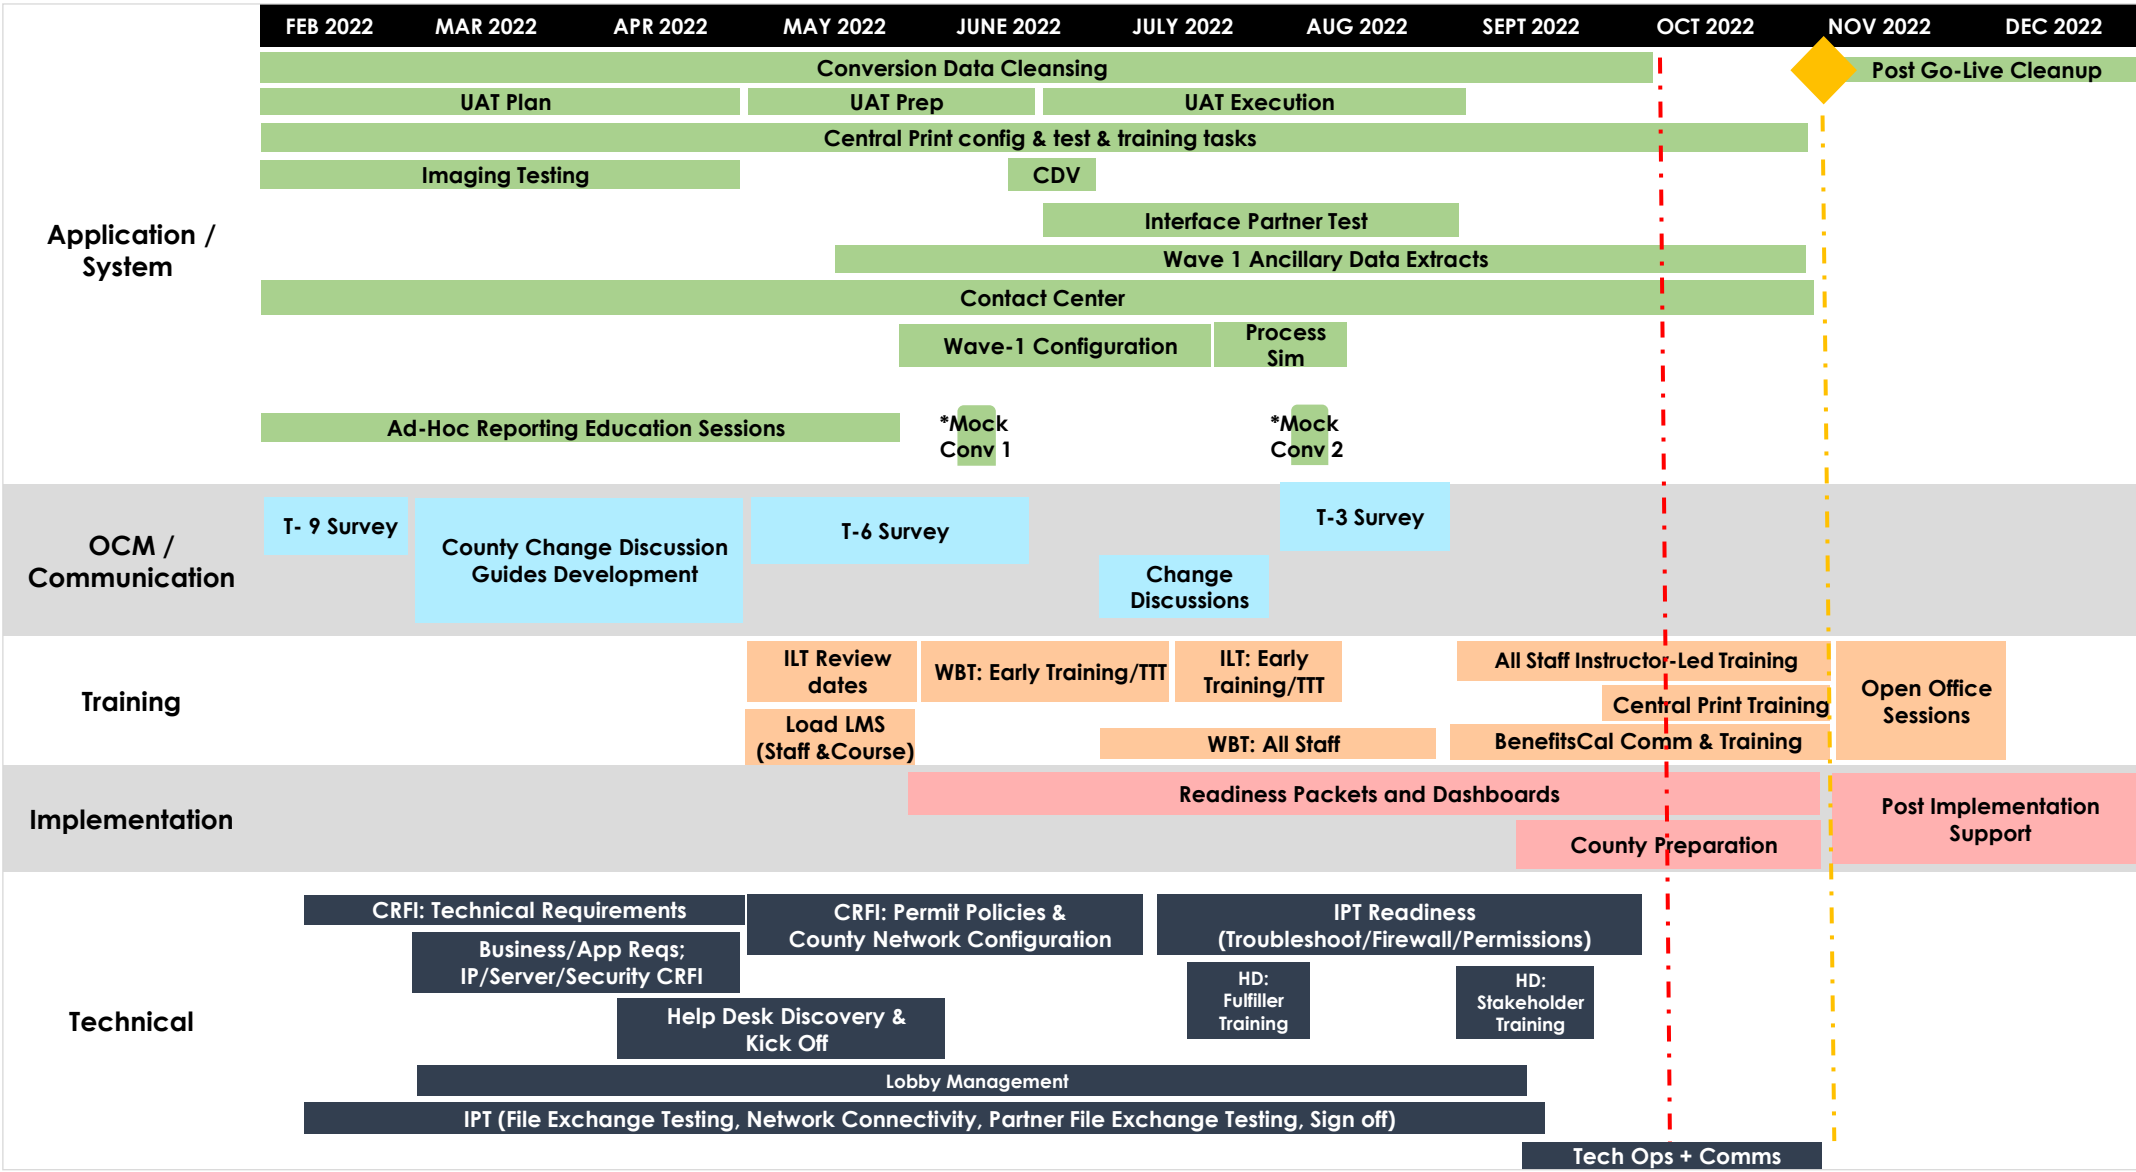 FEB 2022 MAR 2022 APR 2022 MAY 2022 JUNE 2022 JULY 2022 AUG 2022 SEPT 2022 OCT 2022 NOV 2022 DEC 2022
Application /
System
Conversion Data Cleansing
Post Go-Live Cleanup
UAT Plan
UAT Prep
UAT Execution
Central Print config & test & training tasks
Imaging Testing
CDV
Interface Partner Test
Wave 1 Ancillary Data Extracts
Contact Center
Wave-1 Configuration
Process
Sim
Ad-Hoc Reporting Education Sessions
*Mock
Conv 1
*Mock
Conv 2
OCM /
Communication
T- 9 Survey
County Change Discussion
Guides Development
T-6 Survey
Change
Discussions
T-3 Survey
Training
ILT Review
dates
WBT: Early Training/TTT
ILT: Early
Training/TTT
All Staff Instructor-Led Training
Central Print Training
Open Office
Sessions
Load LMS
(Staff &Course)
WBT: All Staff
BenefitsCal Comm & Training
Implementation
Readiness Packets and Dashboards
County Preparation
Post Implementation
Support
Technical
CRFI: Technical Requirements
CRFI: Permit Policies &
County Network Configuration
IPT Readiness
(Troubleshoot/Firewall/Permissions)
Business/App Reqs;
IP/Server/Security CRFI
HD:
Fulfiller
Training
HD:
Stakeholder
Training
Help Desk Discovery &
Kick Off
Lobby Management
IPT (File Exchange Testing, Network Connectivity, Partner File Exchange Testing, Sign off)
Tech Ops + Comms